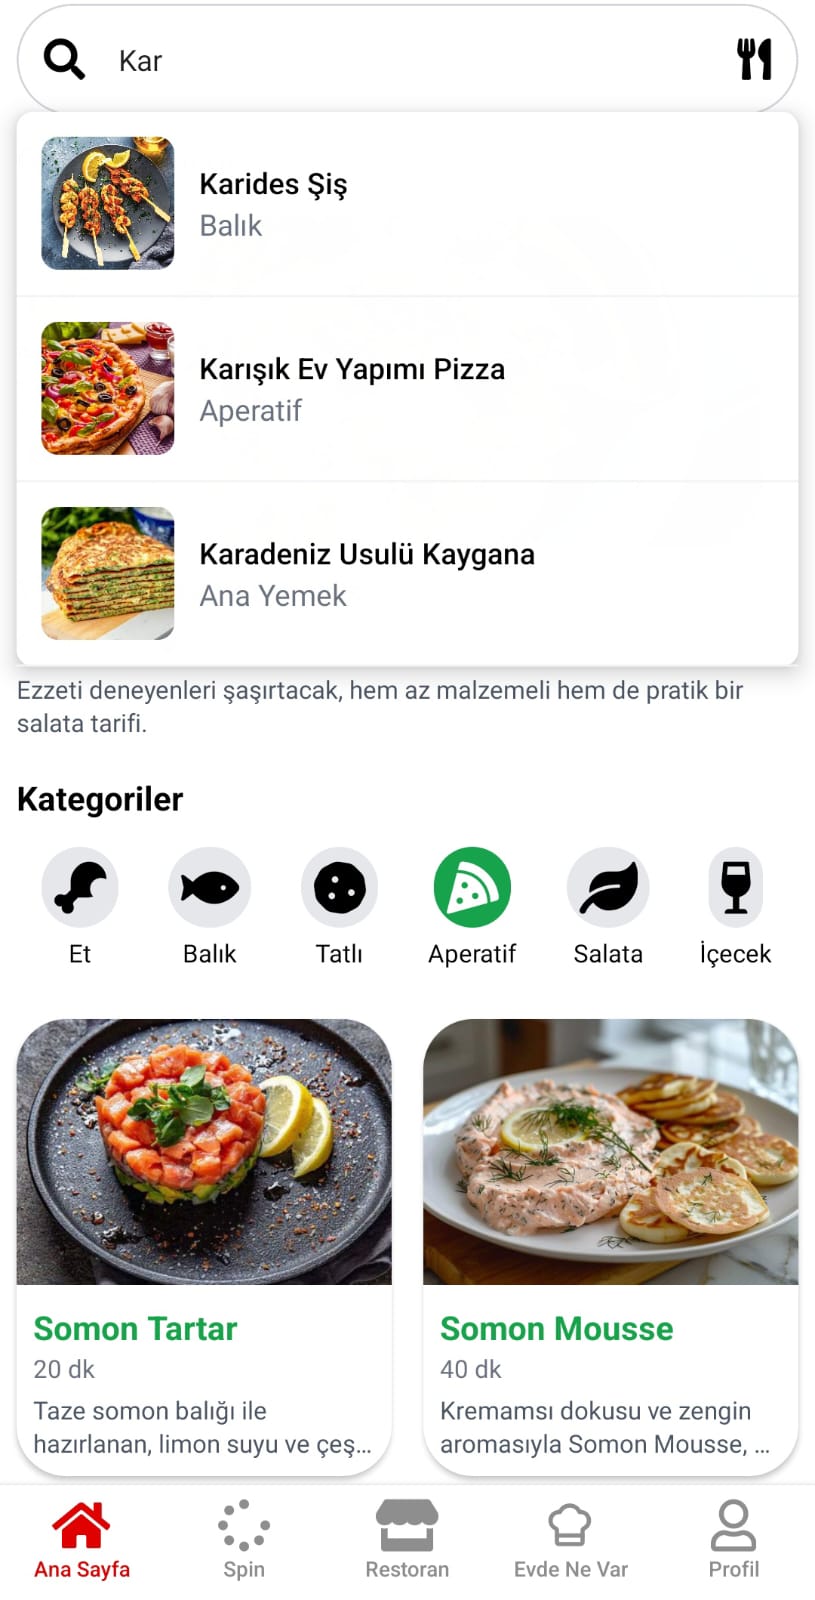 Kar
Karides Şiş
Balık
Karışık Ev Yapımı Pizza
Aperatif
Karadeniz Usulü Kaygana
Ana Yemek
Ezzeti deneyenleri şaşırtacak, hem az malzemeli hem de pratik bir
salata tarifi.
Kategoriler
Et
Balık
Tatlı
Aperatif
Salata
İçecek
Somon Tartar
20 dk
Taze somon balığı ile
hazırlanan, limon suyu ve çeş...
Somon Mousse
40 dk
Kremamsı dokusu ve zengin
aromasıyla Somon Mousse, ...
Ana Sayfa
Spin
Restoran
Evde Ne Var
Profil